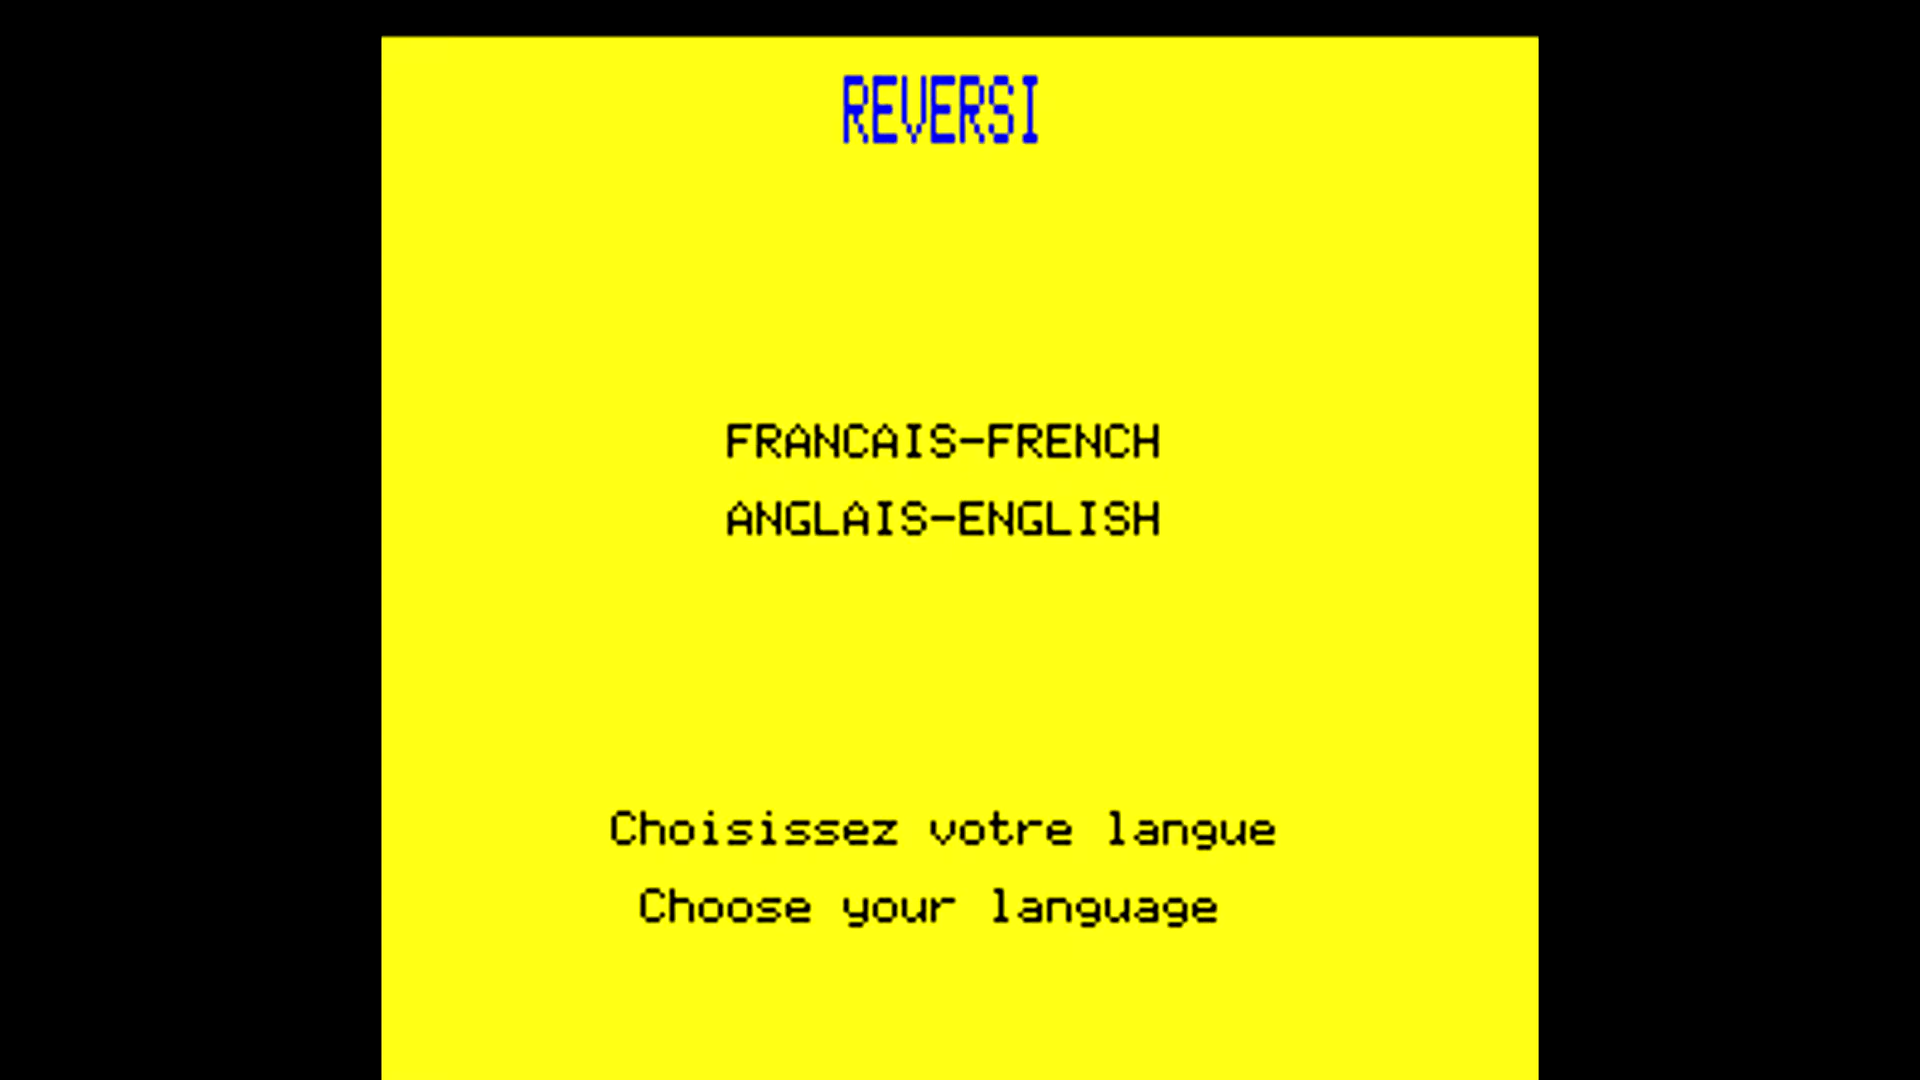 REVERSI
FRANCAIS-FRENCH
ANGLAIS-ENGLISH
Choisissez votre langue
Choose your language